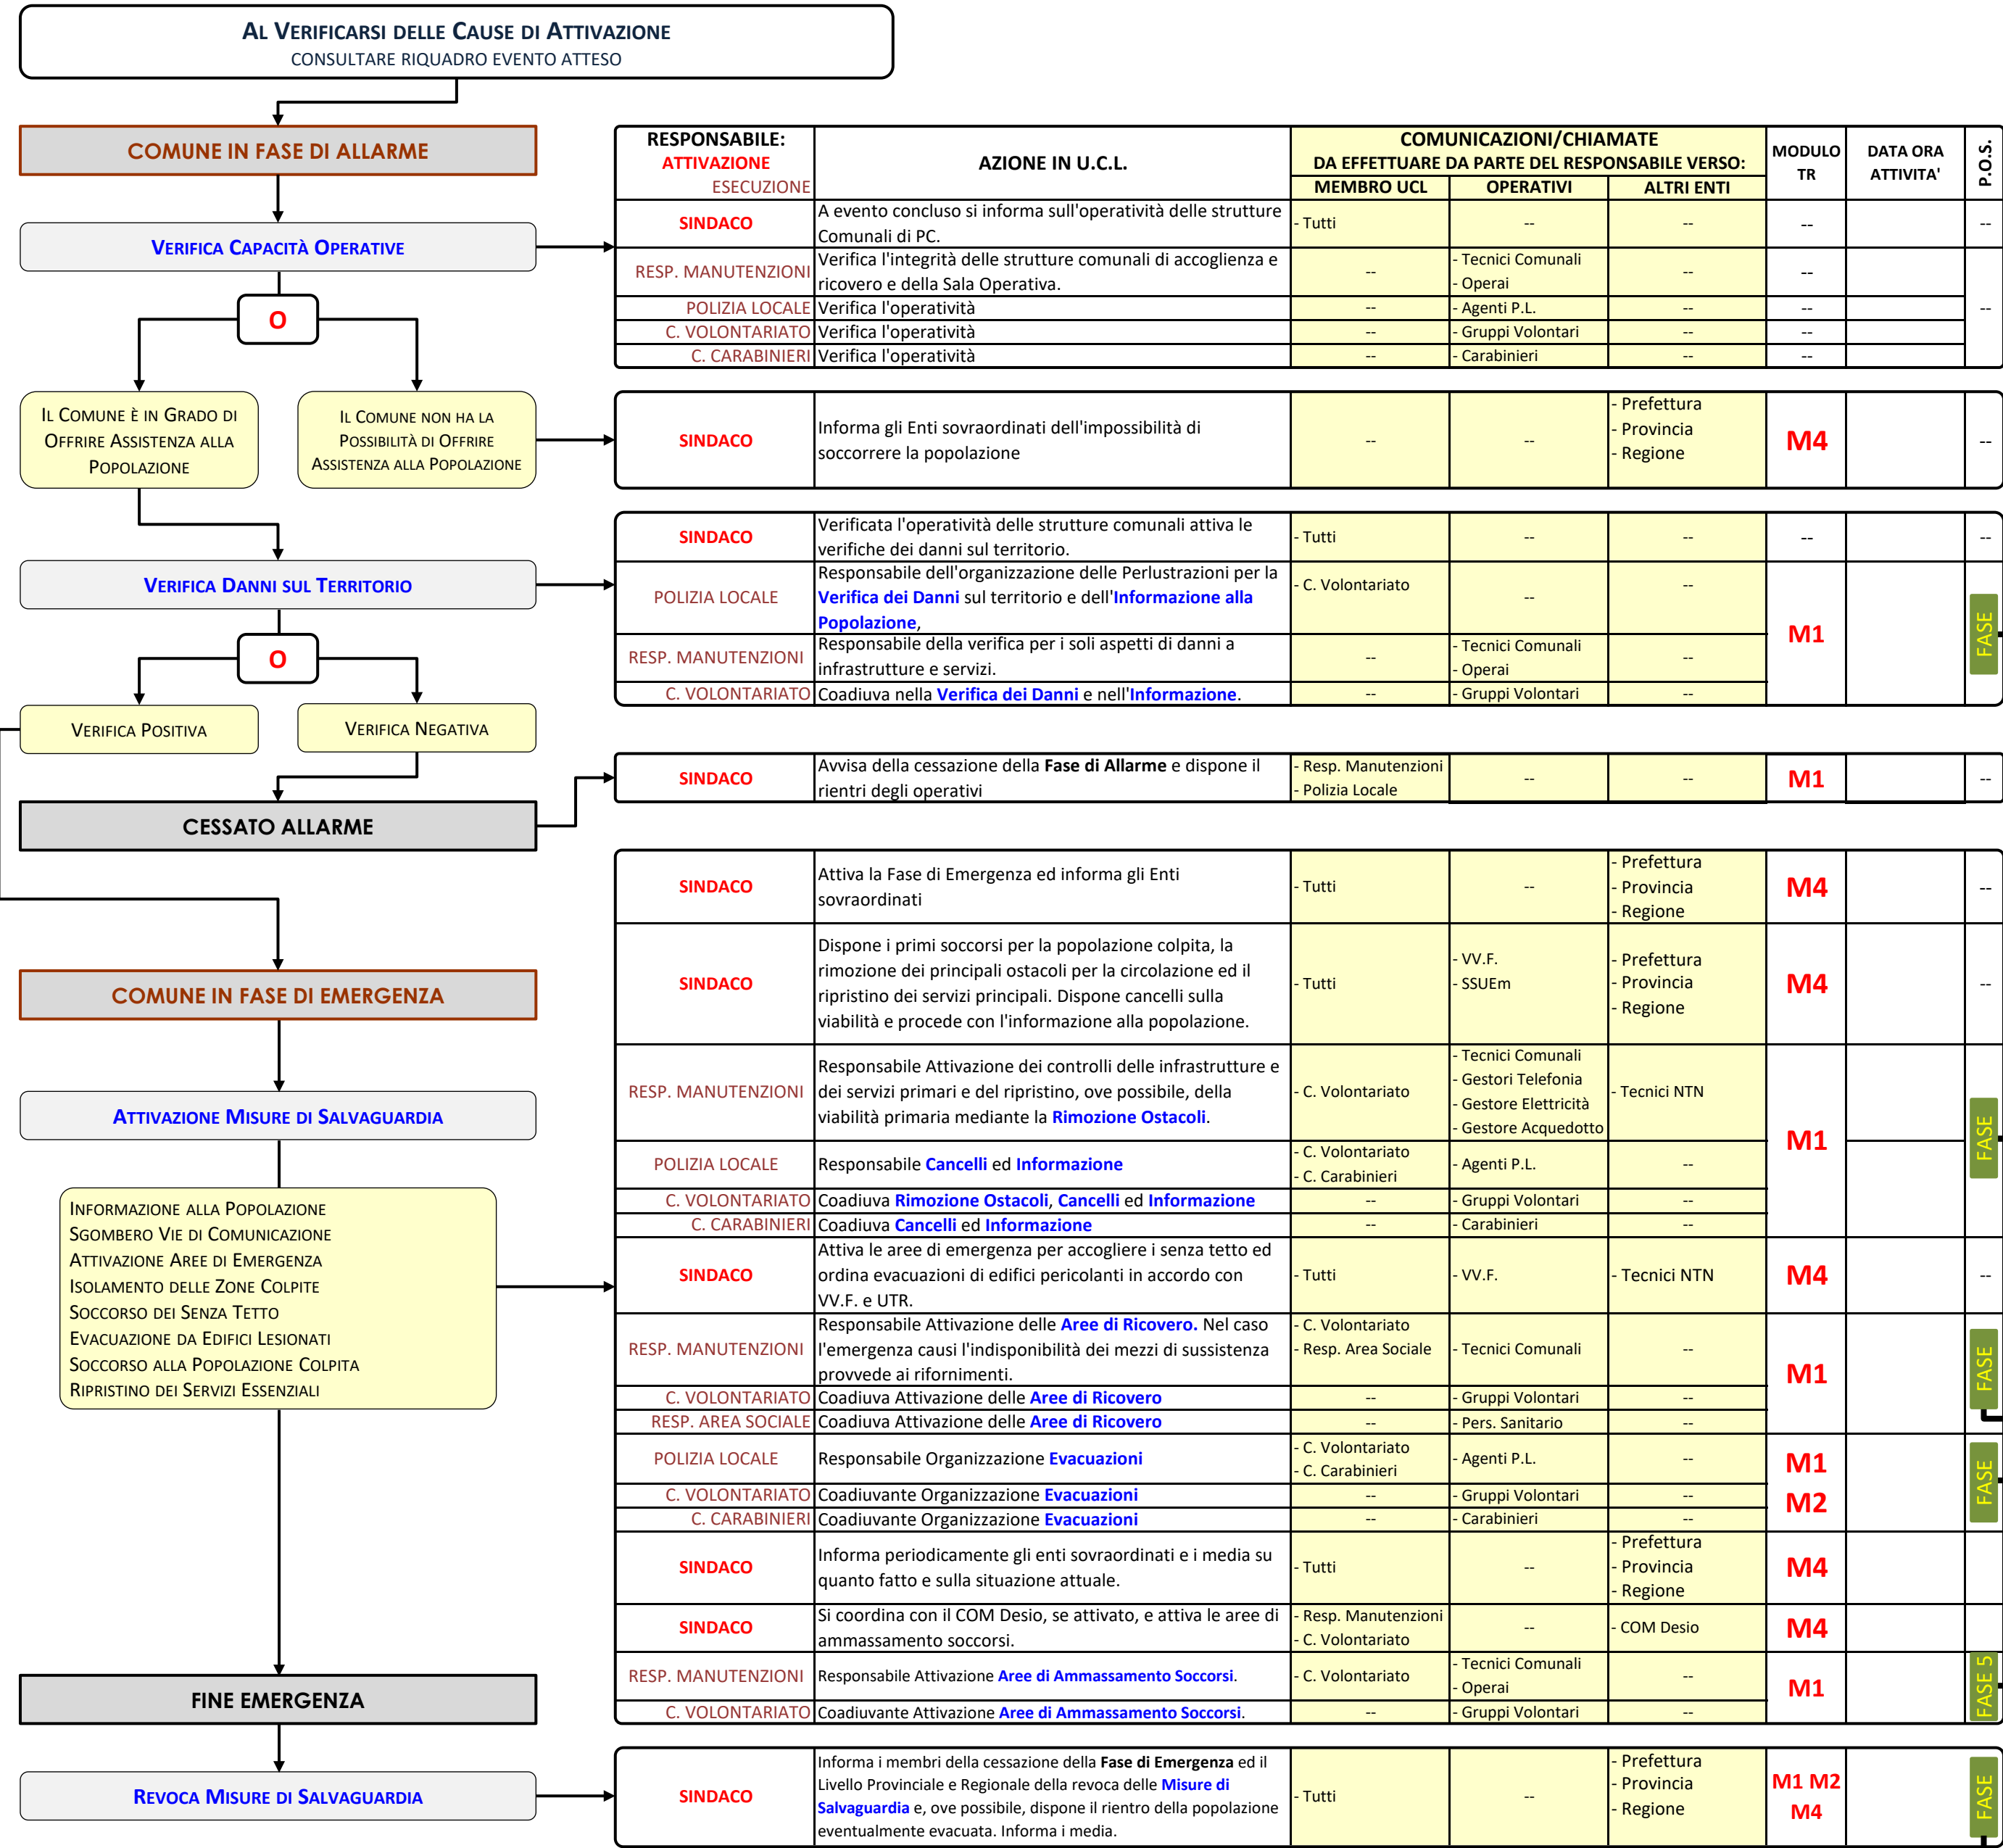 AL VERIFICARSI DELLE CAUSE DI ATTIVAZIONE
CONSULTARE RIQUADRO EVENTO ATTESO
COMUNE IN FASE DI ALLARME
VERIFICA CAPACITÀ OPERATIVE
O
IL COMUNE È IN GRADO DI
OFFRIRE ASSISTENZA ALLA
POPOLAZIONE
IL COMUNE NON HA LA
POSSIBILITÀ DI OFFRIRE
ASSISTENZA ALLA POPOLAZIONE
VERIFICA DANNI SUL TERRITORIO
O
VERIFICA POSITIVA
VERIFICA NEGATIVA
CESSATO ALLARME
COMUNE IN FASE DI EMERGENZA
ATTIVAZIONE MISURE DI SALVAGUARDIA
INFORMAZIONE ALLA POPOLAZIONE
SGOMBERO VIE DI COMUNICAZIONE
ATTIVAZIONE AREE DI EMERGENZA
ISOLAMENTO DELLE ZONE COLPITE
SOCCORSO DEI SENZA TETTO
EVACUAZIONE DA EDIFICI LESIONATI
SOCCORSO ALLA POPOLAZIONE COLPITA
RIPRISTINO DEI SERVIZI ESSENZIALI
FINE EMERGENZA
REVOCA MISURE DI SALVAGUARDIA
RESPONSABILE:
ATTIVAZIONE
ESECUZIONE
AZIONE IN U.C.L.
COMUNICAZIONI/CHIAMATE
DA EFFETTUARE DA PARTE DEL RESPONSABILE VERSO:
MEMBRO UCL OPERATIVI ALTRI ENTI
MODULO
TR
DATA ORA
ATTIVITA'
P.O.S.
SINDACO
A evento concluso si informa sull'operatività delle strutture
Comunali di PC.
- Tutti -- -- -- --
RESP. MANUTENZIONI
Verifica l'integrità delle strutture comunali di accoglienza e
ricovero e della Sala Operativa.
--
- Tecnici Comunali
- Operai
-- --
POLIZIA LOCALE Verifica l'operatività -- - Agenti P.L. -- -- --
C. VOLONTARIATO Verifica l'operatività -- - Gruppi Volontari -- --
C. CARABINIERI Verifica l'operatività -- - Carabinieri -- --
SINDACO
Informa gli Enti sovraordinati dell'impossibilità di
soccorrere la popolazione
-- --
- Prefettura
- Provincia
- Regione
M4 --
SINDACO
Verificata l'operatività delle strutture comunali attiva le
verifiche dei danni sul territorio.
- Tutti -- -- -- --
POLIZIA LOCALE
Responsabile dell'organizzazione delle Perlustrazioni per la
Verifica dei Danni sul territorio e dell'Informazione alla
Popolazione,
- C. Volontariato -- --
M1
FASE
RESP. MANUTENZIONI
Responsabile della verifica per i soli aspetti di danni a
infrastrutture e servizi.
--
- Tecnici Comunali
- Operai
--
C. VOLONTARIATO Coadiuva nella Verifica dei Danni e nell'Informazione. -- - Gruppi Volontari --
SINDACO
Avvisa della cessazione della Fase di Allarme e dispone il
rientri degli operativi
- Resp. Manutenzioni
- Polizia Locale
-- -- M1 --
SINDACO
Attiva la Fase di Emergenza ed informa gli Enti
sovraordinati
- Tutti --
- Prefettura
- Provincia
- Regione
M4 --
SINDACO
Dispone i primi soccorsi per la popolazione colpita, la
rimozione dei principali ostacoli per la circolazione ed il
ripristino dei servizi principali. Dispone cancelli sulla
viabilità e procede con l'informazione alla popolazione.
- Tutti
- VV.F.
- SSUEm
- Prefettura
- Provincia
- Regione
M4 --
RESP. MANUTENZIONI
Responsabile Attivazione dei controlli delle infrastrutture e
dei servizi primari e del ripristino, ove possibile, della
viabilità primaria mediante la Rimozione Ostacoli.
- C. Volontariato
- Tecnici Comunali
- Gestori Telefonia
- Gestore Elettricità
- Gestore Acquedotto
- Tecnici NTN
M1
FASE
POLIZIA LOCALE Responsabile Cancelli ed Informazione
- C. Volontariato
- C. Carabinieri
- Agenti P.L. --
C. VOLONTARIATO Coadiuva Rimozione Ostacoli, Cancelli ed Informazione -- - Gruppi Volontari --
C. CARABINIERI Coadiuva Cancelli ed Informazione -- - Carabinieri --
SINDACO
Attiva le aree di emergenza per accogliere i senza tetto ed
ordina evacuazioni di edifici pericolanti in accordo con
VV.F. e UTR.
- Tutti - VV.F. - Tecnici NTN M4 --
RESP. MANUTENZIONI
Responsabile Attivazione delle Aree di Ricovero. Nel caso
l'emergenza causi l'indisponibilità dei mezzi di sussistenza
provvede ai rifornimenti.
- C. Volontariato
- Resp. Area Sociale
- Tecnici Comunali --
M1
FASE
C. VOLONTARIATO Coadiuva Attivazione delle Aree di Ricovero -- - Gruppi Volontari --
RESP. AREA SOCIALE Coadiuva Attivazione delle Aree di Ricovero -- - Pers. Sanitario --
POLIZIA LOCALE Responsabile Organizzazione Evacuazioni
- C. Volontariato
- C. Carabinieri
- Agenti P.L. --
M1
M2
FASE
C. VOLONTARIATO Coadiuvante Organizzazione Evacuazioni -- - Gruppi Volontari --
C. CARABINIERI Coadiuvante Organizzazione Evacuazioni -- - Carabinieri --
SINDACO
Informa periodicamente gli enti sovraordinati e i media su
quanto fatto e sulla situazione attuale.
- Tutti --
- Prefettura
- Provincia
- Regione
M4
SINDACO
Si coordina con il COM Desio, se attivato, e attiva le aree di
ammassamento soccorsi.
- Resp. Manutenzioni
- C. Volontariato
-- - COM Desio M4
RESP. MANUTENZIONI Responsabile Attivazione Aree di Ammassamento Soccorsi. - C. Volontariato
- Tecnici Comunali
- Operai
--
M1
FASE 5
C. VOLONTARIATO Coadiuvante Attivazione Aree di Ammassamento Soccorsi. -- - Gruppi Volontari --
SINDACO
Informa i membri della cessazione della Fase di Emergenza ed il
Livello Provinciale e Regionale della revoca delle Misure di
Salvaguardia e, ove possibile, dispone il rientro della popolazione
eventualmente evacuata. Informa i media.
- Tutti --
- Prefettura
- Provincia
- Regione
M1 M2
M4
FASE